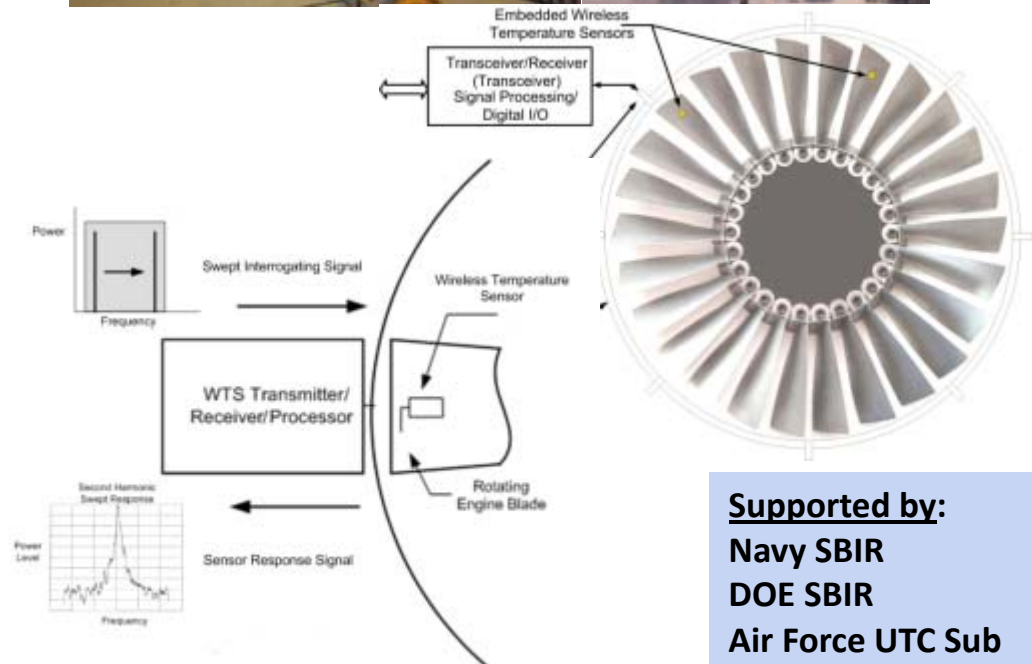 Embedded Wireless
Temperature Sensors
Transceiver/Receiver
(Transceiver)
Signal Processing/
Digital I/O
Power
Frequency
Swept Interrogating Signal
Wireless Temperature
Sensor
WTS Transmitter/
Receiver/Processor
Rotating
Engine Blade
Second Harmonic
Swept Response
Power
Level
Frequency
Sensor Response Signal
Supported by:
Navy SBIR
DOE SBIR
Air Force UTC Sub